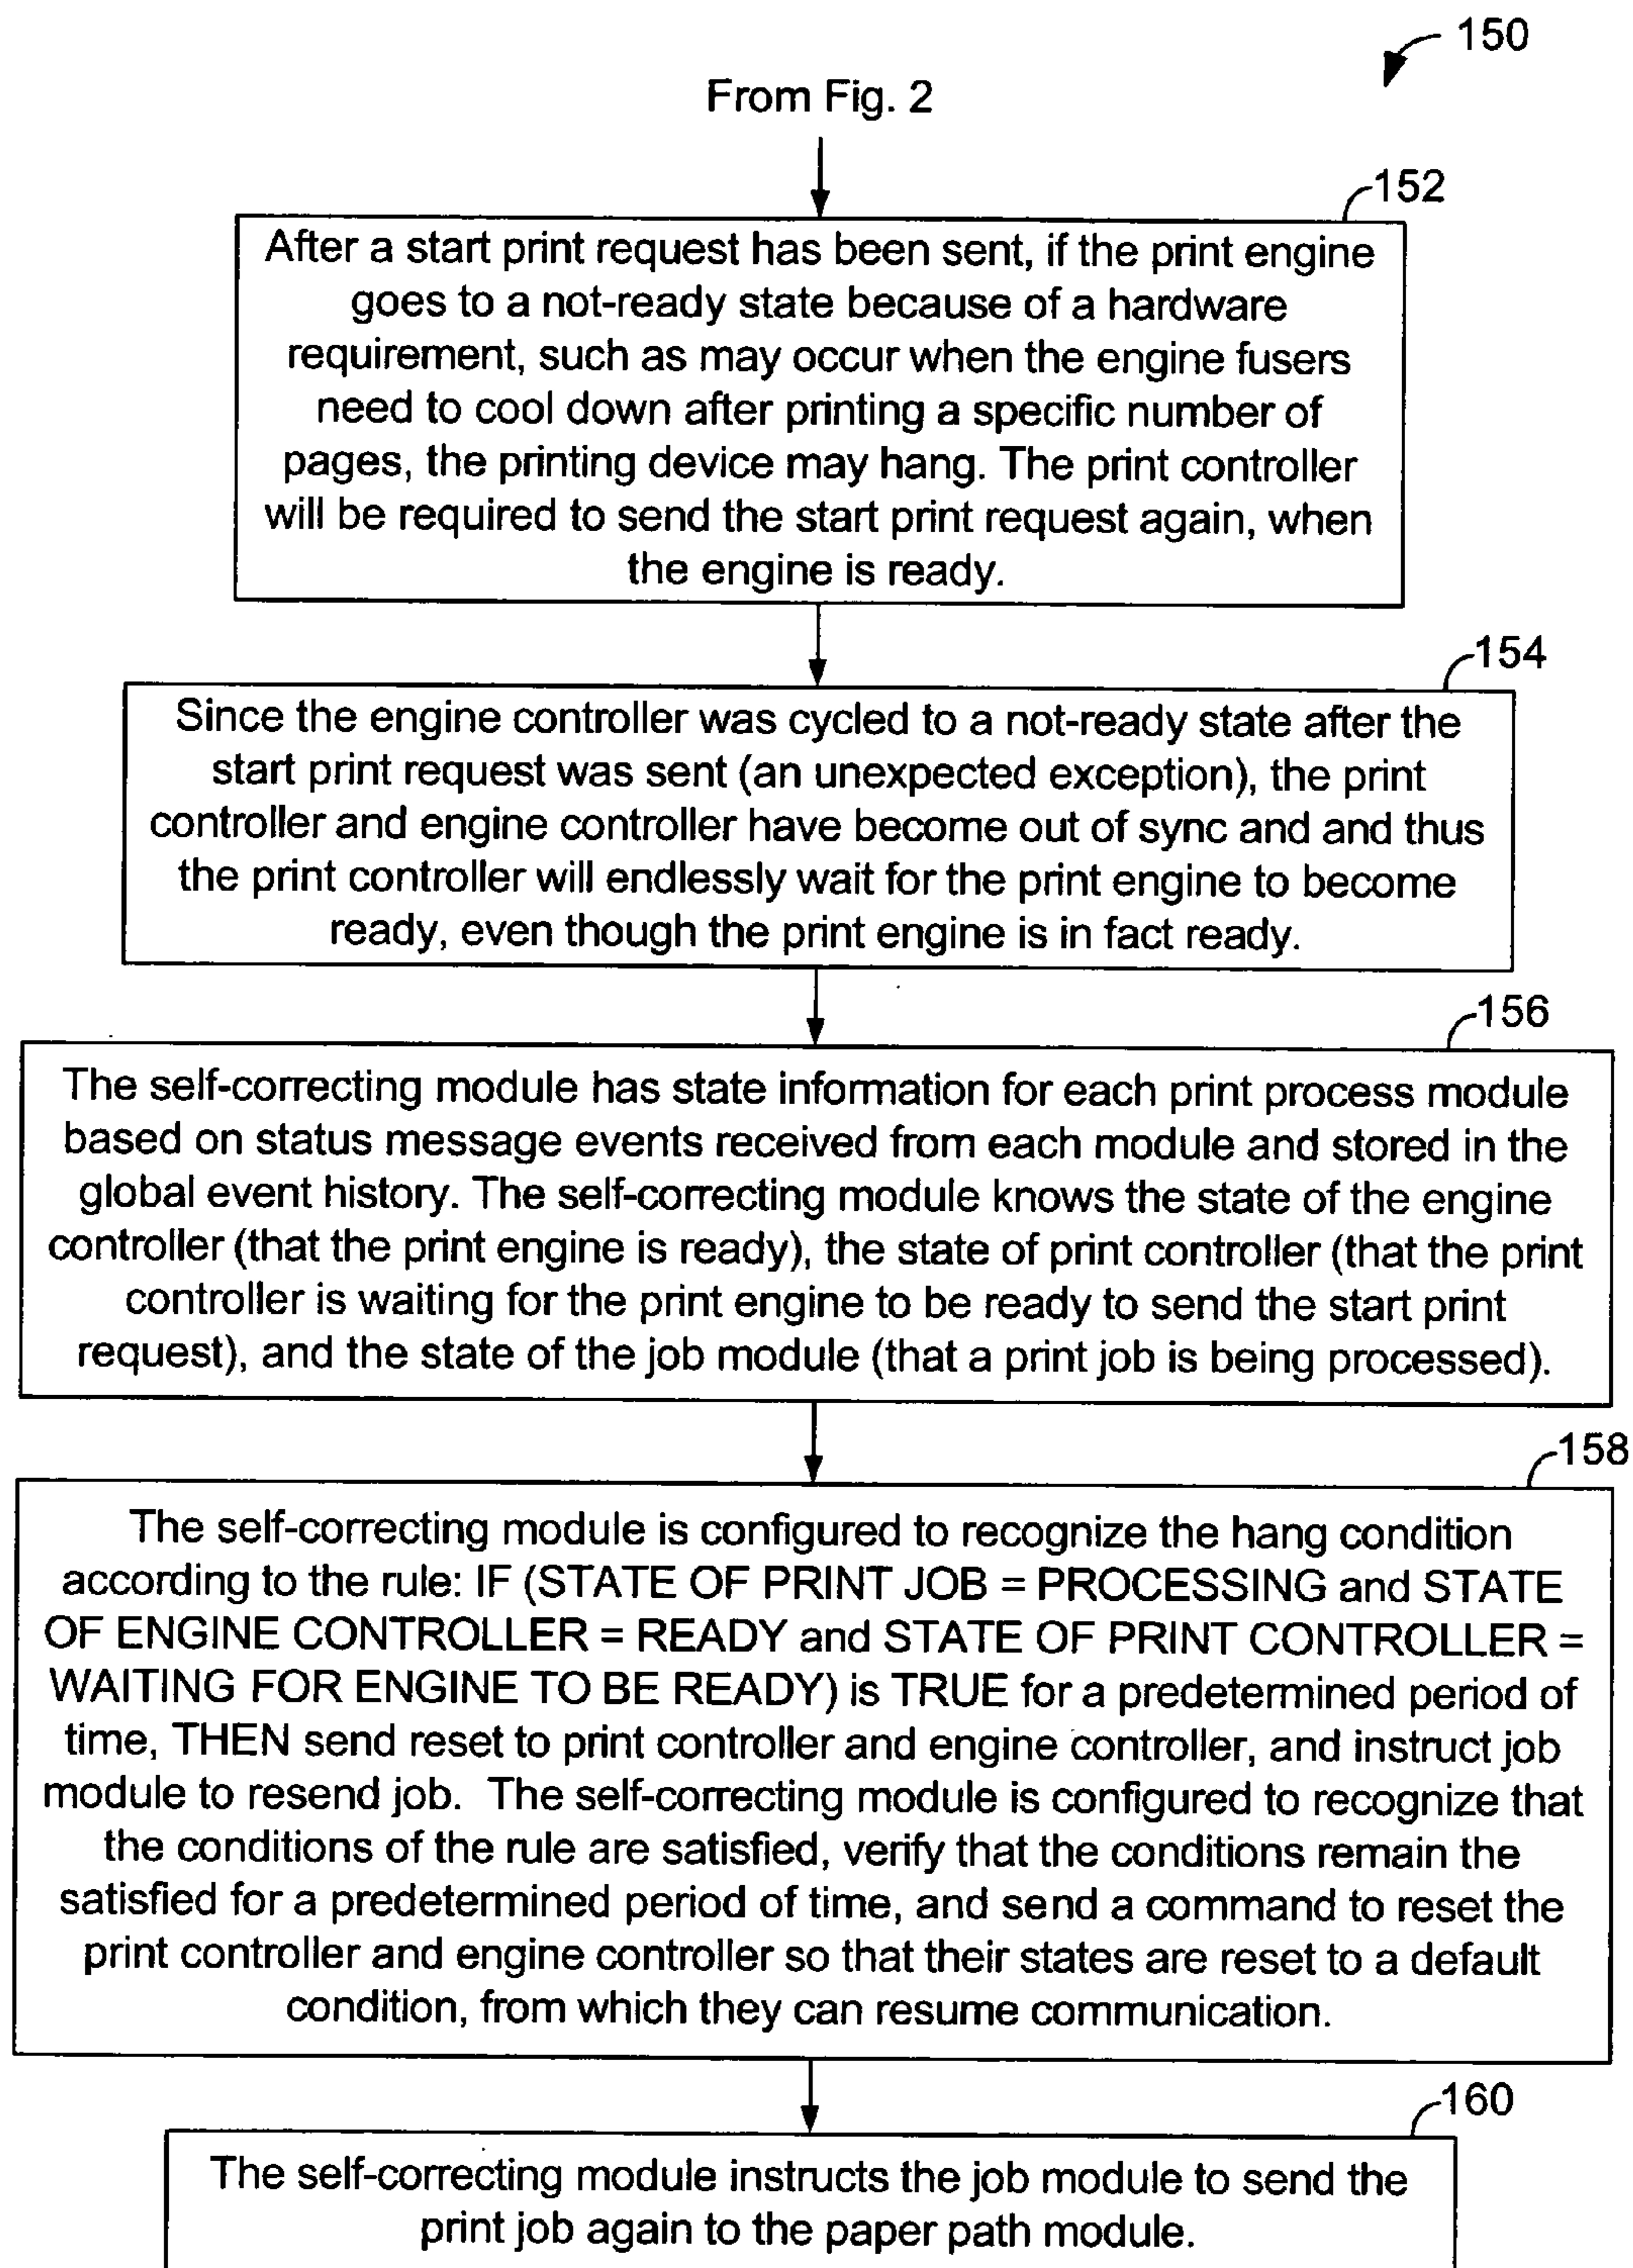 150
From Fig. 2
152
After a start print request has been sent, if the print engine
goes to a not-ready state because of a hardware
requirement, such as may occur when the engine fusers
need to cool down after printing a specific number of
pages, the printing device may hang. The print controller
will be required to send the start print request again, when
the engine is ready.
154
Since the engine controller was cycled to a not-ready state after the
start print request was sent (an unexpected exception), the print
controller and engine controller have become out of sync and and thus
the print controller will endlessly wait for the print engine to become
ready, even though the print engine is in fact ready.
156
The self-correcting module has state information for each print process module
based on status message events received from each module and stored in the
global event history. The self-correcting module knows the state of the engine
controller (that the print engine is ready), the state of print controller (that the print
controller is waiting for the print engine to be ready to send the start print
request), and the state of the job module (that a print job is being processed).
158
The self-correcting module is configured to recognize the hang condition
according to the rule: IF (STATE OF PRINT JOB = PROCESSING and STATE
OF ENGINE CONTROLLER = READY and STATE OF PRINT CONTROLLER =
WAITING FOR ENGINE TO BE READY) is TRUE for a predetermined period of
time, THEN send reset to print controller and engine controller, and instruct job
module to resend job.  The self-correcting module is configured to recognize that
the conditions of the rule are satisfied, verify that the conditions remain the
satisfied for a predetermined period of time, and send a command to reset the
print controller and engine controller so that their states are reset to a default
condition, from which they can resume communication.
160
The self-correcting module instructs the job module to send the
print job again to the paper path module.